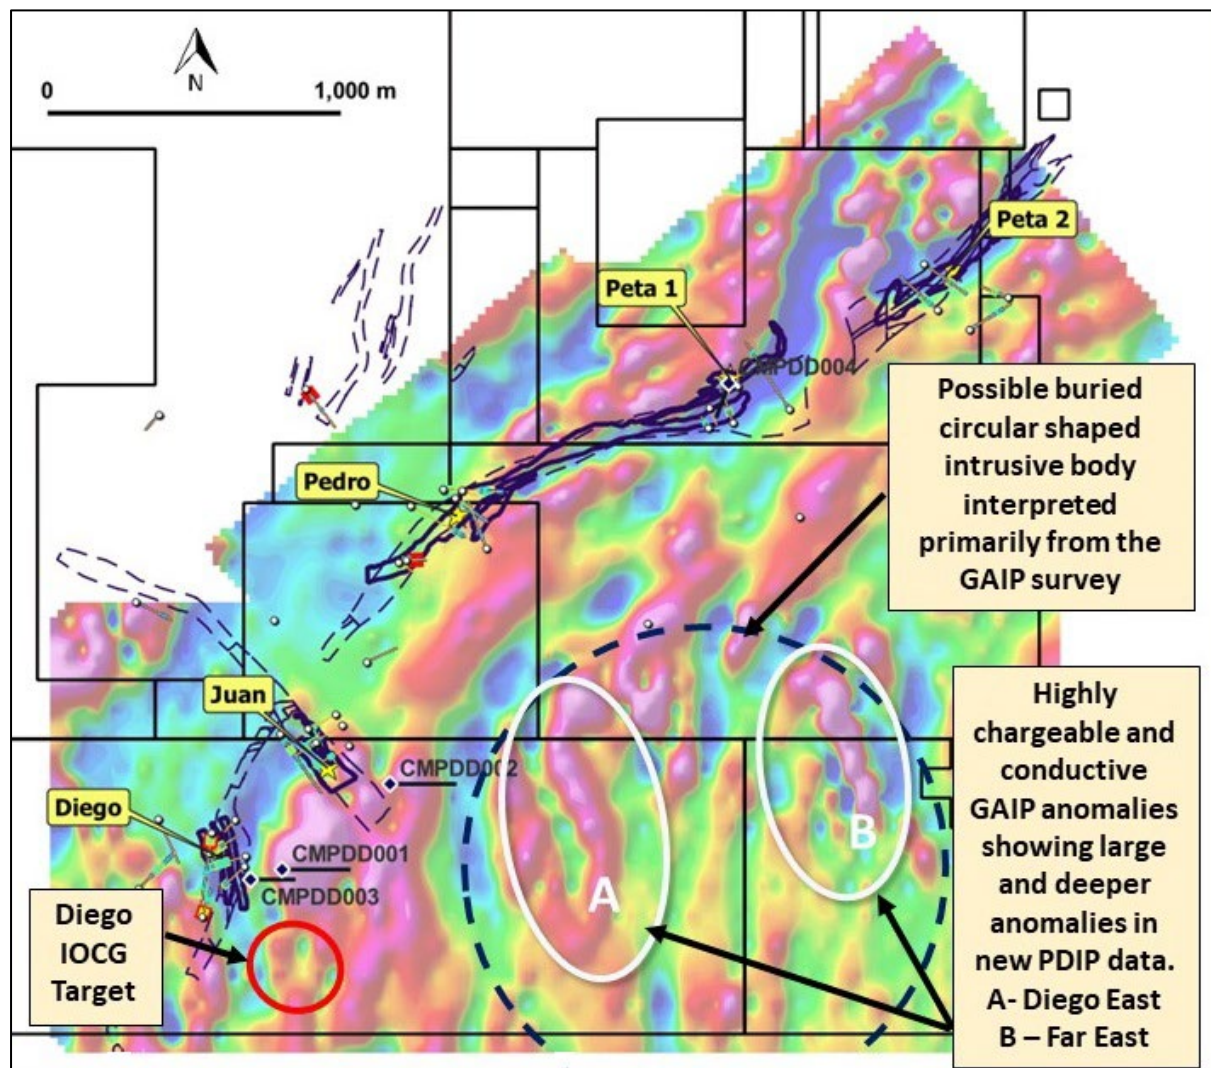 N
0 1,000 m
Peta 2
Peta 1
CMPDD004
Possible buried
circular shaped
intrusive body
interpreted
primarily from the
GAIP survey
Pedro
Juan
CMPDD002
Diego
CMPDD001
CMPDD003
A
B
Diego
IOCG
Target
Highly
chargeable and
conductive
GAIP anomalies
showing large
and deeper
anomalies in
new PDIP data.
A- Diego East
B – Far East